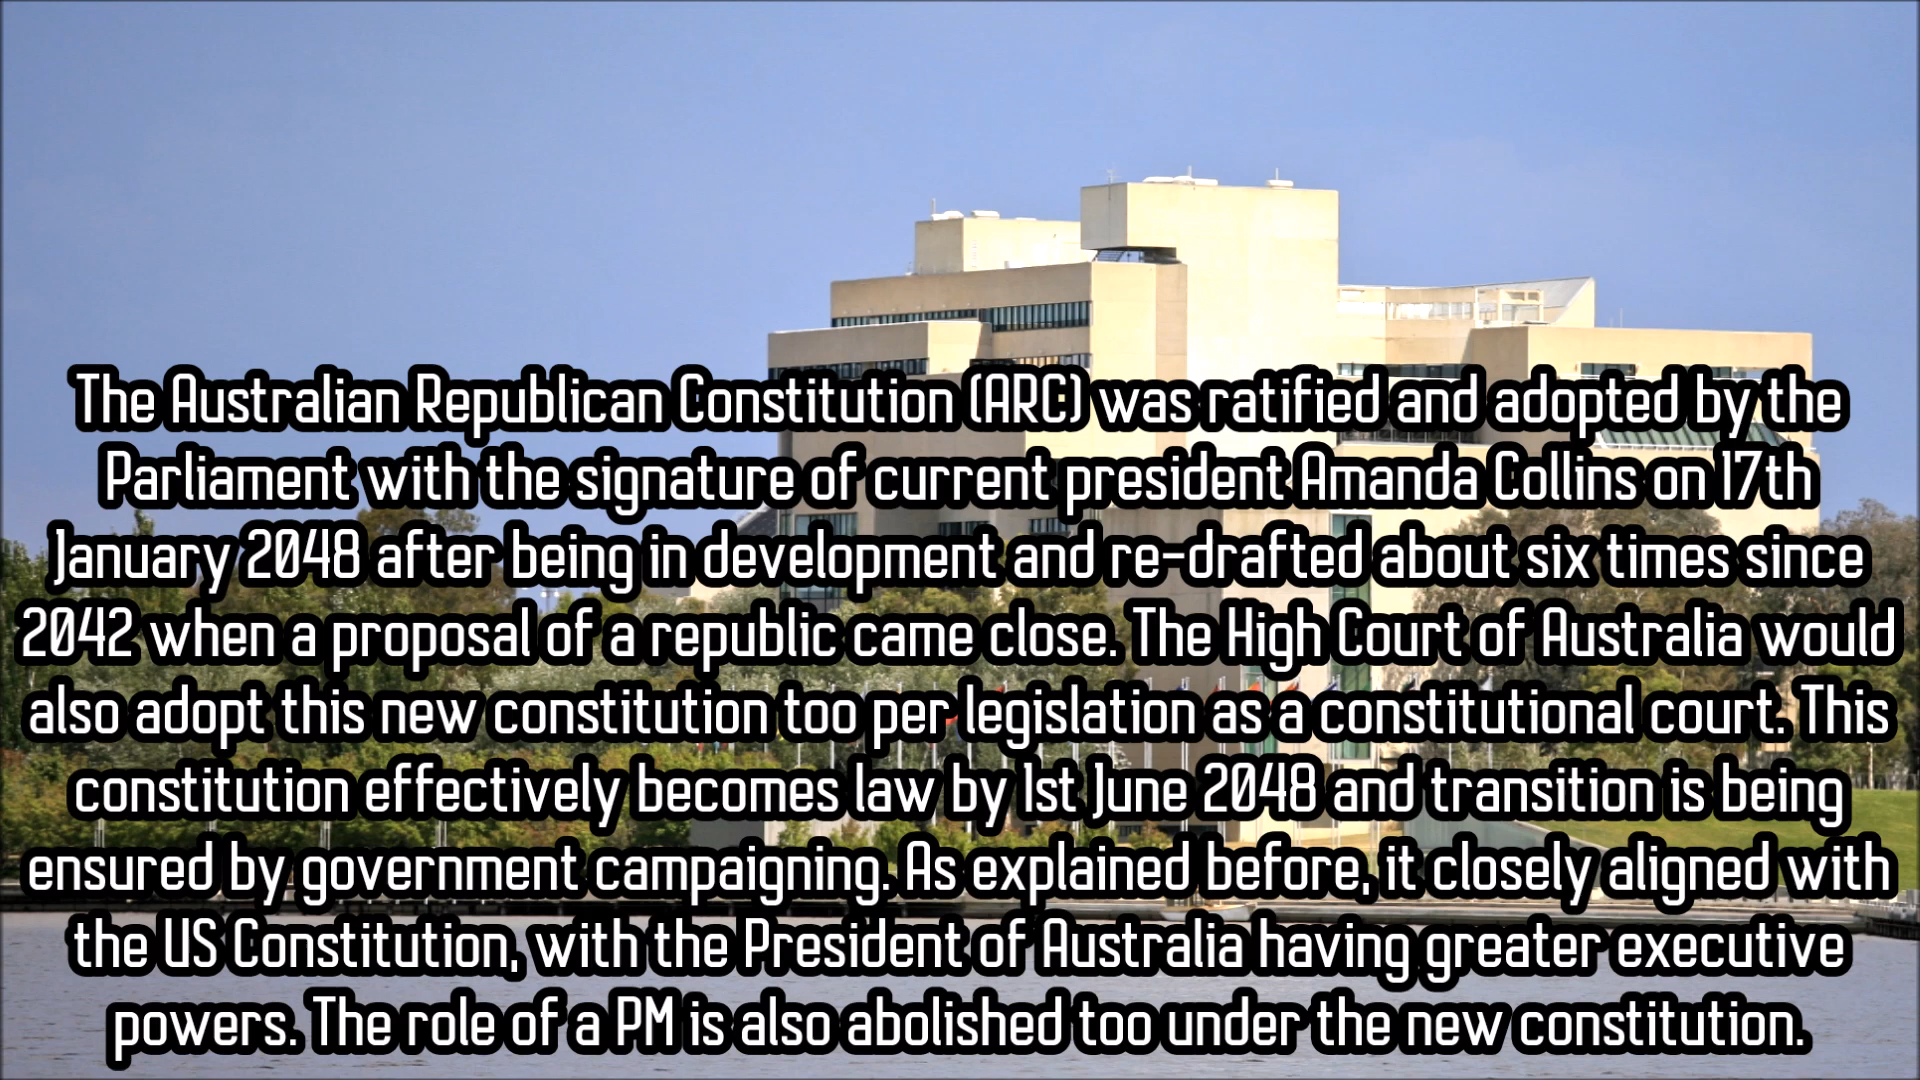 The Australian Republican Constitution (ARC) was ratified and adopted by the
Parliament with the signature of current president Amanda Collins on 17th
January 2048 after being in development and re-drafted about six times since
2042 when a proposal of a republic came close. The High Court of Australia would
also adopt this new constitution too per legislation as a constitutional court. This
constitution effectively becomes law by 1st June 2048 and transition is being
ensured by government campaigning. As explained before, it closely aligned with
the US Constitution, with the President of Australia having greater executive
powers. The role of a PM is also abolished too under the new constitution.